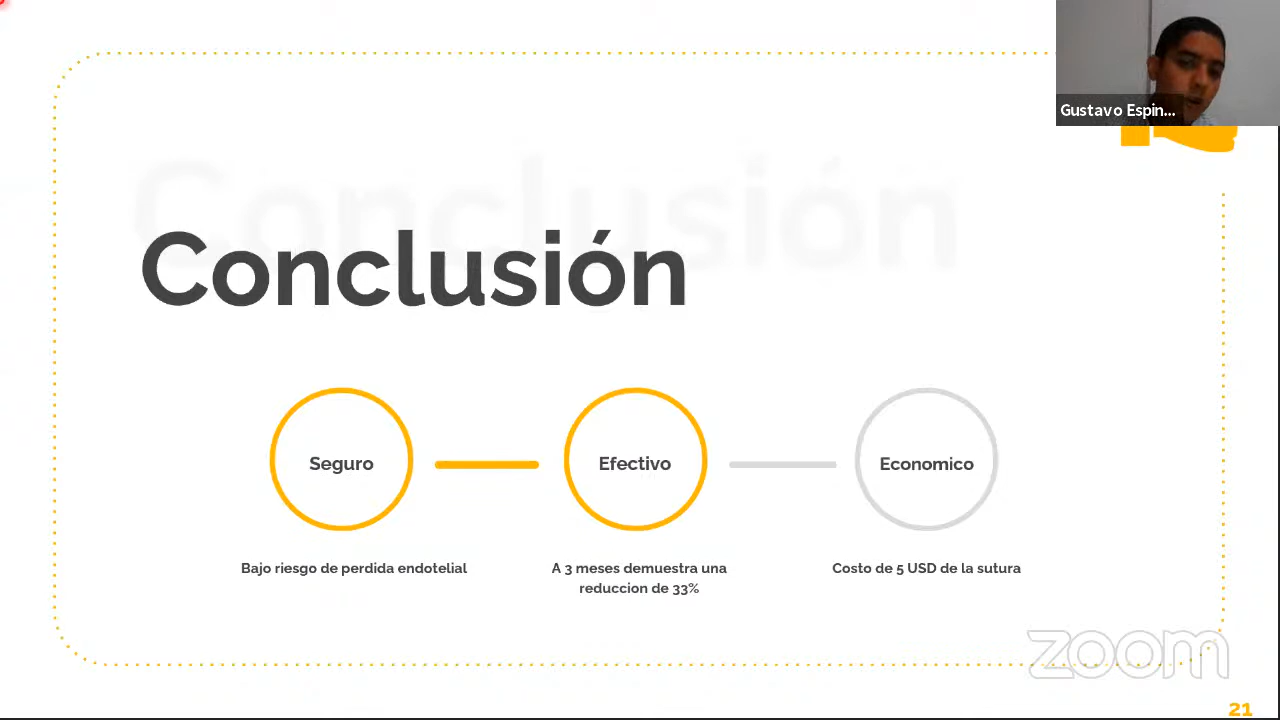 Gustavo Espin...
Conclusión
Conclusión
Seguro
Efectivo
Economico
Bajo riesgo de perdida endotelial
A 3 meses demuestra una
reduccion de 33%
Costo de 5 USD de la sutura
zoom
21